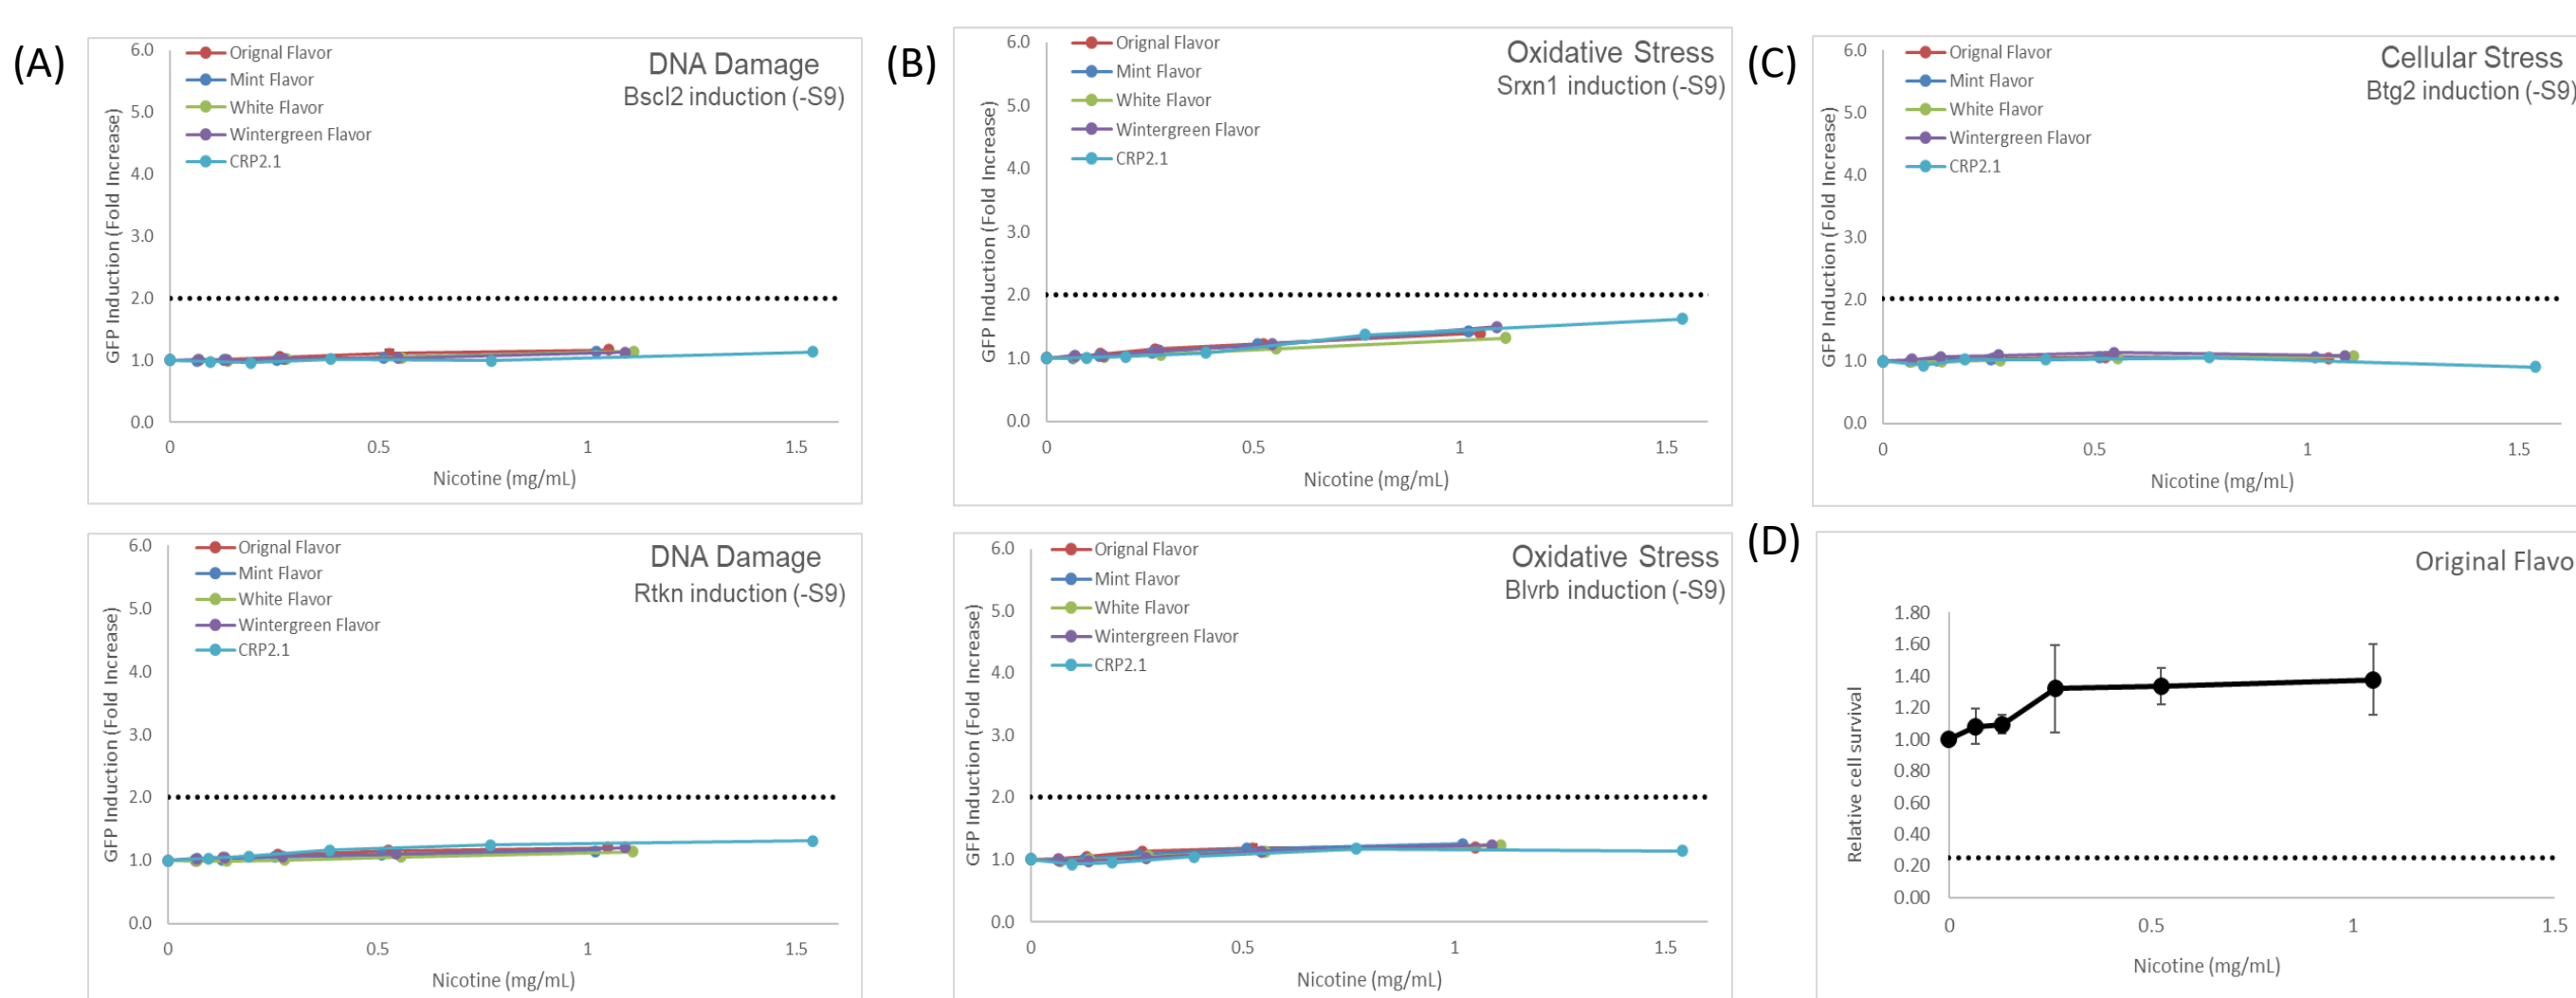 (A)
DNA Damage
Bscl2 induction (-S9)
Orignal Flavor
Mint Flavor
White Flavor
Wintergreen Flavor
CRP2.1
GFP Induction (Fold Increase)
6.0
5.0
4.0
3.0
2.0
1.0
0.0
0 0.5 1 1.5
Nicotine (mg/mL)
DNA Damage
Rtkn induction (-S9)
Orignal Flavor
Mint Flavor
White Flavor
Wintergreen Flavor
CRP2.1
GFP Induction (Fold Increase)
6.0
5.0
4.0
3.0
2.0
1.0
0.0
0 0.5 1 1.5
Nicotine (mg/mL)
(B)
Oxidative Stress
Srxn1 induction (-S9)
Orignal Flavor
Mint Flavor
White Flavor
Wintergreen Flavor
CRP2.1
GFP Induction (Fold Increase)
6.0
5.0
4.0
3.0
2.0
1.0
0.0
0 0.5 1 1.5
Nicotine (mg/mL)
Oxidative Stress
Blvrb induction (-S9)
Orignal Flavor
Mint Flavor
White Flavor
Wintergreen Flavor
CRP2.1
GFP Induction (Fold Increase)
6.0
5.0
4.0
3.0
2.0
1.0
0.0
0 0.5 1 1.5
Nicotine (mg/mL)
(C)
Cellular Stress
Btg2 induction (-S9)
Orignal Flavor
Mint Flavor
White Flavor
Wintergreen Flavor
CRP2.1
GFP Induction (Fold Increase)
6.0
5.0
4.0
3.0
2.0
1.0
0.0
0 0.5 1 1.5
Nicotine (mg/mL)
(D)
Original Flavo
Relative cell survival
1.80
1.60
1.40
1.20
1.00
0.80
0.60
0.40
0.20
0.00
0 0.5 1 1.5
Nicotine (mg/mL)